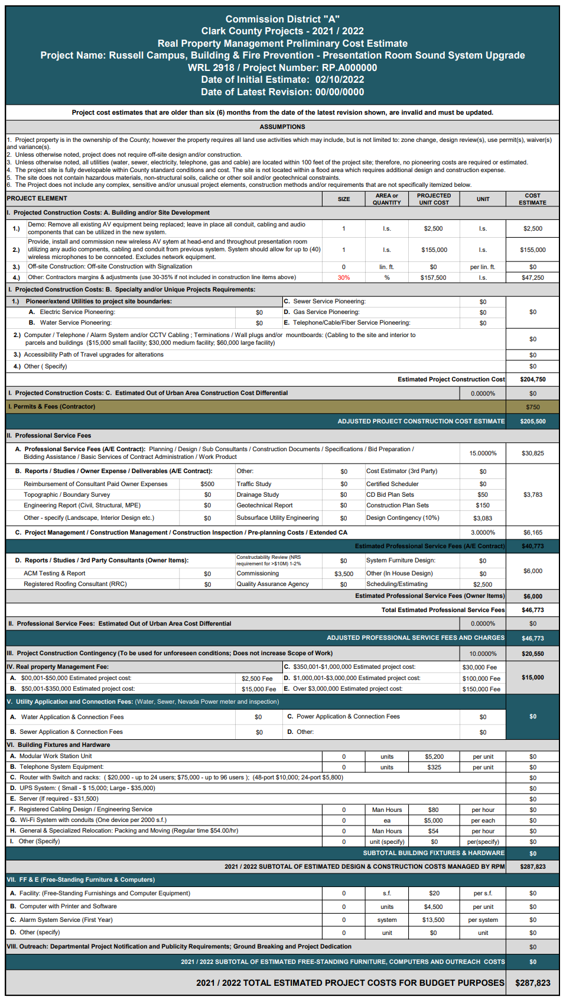 Commission District "A"
Clark County Projects - 2021 / 2022
Real Property Management Preliminary Cost Estimate
Project Name: Russell Campus, Building & Fire Prevention - Presentation Room Sound System Upgrade
WRL 2918 / Project Number: RP.A000000
Date of Initial Estimate: 02/10/2022
Date of Latest Revision: 00/00/0000
Project cost estimates that are older than six (6) months from the date of the latest revision shown, are invalid and must be updated.
ASSUMPTIONS
1. Project property is in the ownership of the County; however the property requires all land use activities which may include, but is not limited to: zone change, design review(s), use permit(s), waiver(s)
and variance(s).
2. Unless otherwise noted, project does not require off-site design and/or construction.
3. Unless otherwise noted, all utilities (water, sewer, electricity, telephone, gas and cable) are located within 100 feet of the project site; therefore, no pioneering costs are required or estimated.
4. The project site is fully developable within County standard conditions and cost. The site is not located within a flood area which requires additional design and construction expense.
5. The site does not contain hazardous materials, non-structural soils, caliche or other soil and/or geotechnical constraints.
6. The Project does not include any complex, sensitive and/or unusual project elements, construction methods and/or requirements that are not specifically itemized below.
PROJECT ELEMENT SIZE AREA or QUANTITY PROJECTED UNIT COST UNIT COST ESTIMATE
I. Projected Construction Costs: A. Building and/or Site Development
1.) Demo: Remove all existing AV equipment being replaced; leave in place all conduit, cabling and audio
components that can be utilized in the new system. 1 l.s. $2,500 l.s. $2,500
Provide, install and commission new wireless AV sytem at head-end and throughout presentation room
2.) utilizing any audio compnents, cabling and conduit from previous system. System should allow for up to (40) 1 l.s. $155,000 l.s. $155,000
wireless microphones to be connceted. Excludes network equipment.
3.) Off-site Construction: Off-site Construction with Signalization 0 lin. ft. $0 per lin. ft. $0
4.) Other: Contractors margins & adjustments (use 30-35% if not included in construction line items above) 30% % $157,500 l.s. $47,250
I. Projected Construction Costs: B. Specialty and/or Unique Projects Requirements:
1.) Pioneer/extend Utilities to project site boundaries: C. Sewer Service Pioneering: $0
A. Electric Service Pioneering: $0 D. Gas Service Pioneering: $0 $0
B. Water Service Pioneering: $0 E. Telephone/Cable/Fiber Service Pioneering: $0
2.) Computer / Telephone / Alarm System and/or CCTV Cabling ; Terminations / Wall plugs and/or mountboards: (Cabling to the site and interior to
parcels and buildings ($15,000 small facility; $30,000 medium facility; $60,000 large facility) $0
3.) Accessibility Path of Travel upgrades for alterations $0
4.) Other ( Specify) $0
Estimated Project Construction Cost $204,750
I. Projected Construction Costs: C. Estimated Out of Urban Area Construction Cost Differential 0.0000% $0
I. Permits & Fees (Contractor) $750
ADJUSTED PROJECT CONSTRUCTION COST ESTIMATE $205,500
II. Professional Service Fees
A. Professional Service Fees (A/E Contract): Planning / Design / Sub Consultants / Construction Documents / Specifications / Bid Preparation /
Bidding Assistance / Basic Services of Contract Administration / Work Product 15.0000% $30,825
B. Reports / Studies / Owner Expense / Deliverables (A/E Contract): Other: $0 Cost Estimator (3rd Party) $0
Reimbursement of Consultant Paid Owner Expenses $500 Traffic Study $0 Certified Scheduler $0
Topographic / Boundary Survey $0 Drainage Study $0 CD Bid Plan Sets $50 $3,783
Engineering Report (Civil, Structural, MPE) $0 Geotechnical Report $0 Construction Plan Sets $150
Other - specify (Landscape, Interior Design etc.) $0 Subsurface Utility Engineering $0 Design Contingency (10%) $3,083
C. Project Management / Construction Management / Construction Inspection / Pre-planning Costs / Extended CA 3.0000% $6,165
Estimated Professional Service Fees (A/E Contract) $40,773
D. Reports / Studies / 3rd Party Consultants (Owner Items): Constructability Review (NRS requirement for >$10M) 1-2% $0 System Furniture Design: $0
ACM Testing & Report $0 Commissioning $3,500 Other (In House Design) $0 $6,000
Registered Roofing Consultant (RRC) $0 Quality Assurance Agency $0 Scheduling/Estimating $2,500
Estimated Professional Service Fees (Owner Items) $6,000
Total Estimated Professional Service Fees $46,773
II. Professional Service Fees: Estimated Out of Urban Area Cost Differential 0.0000% $0
ADJUSTED PROFESSIONAL SERVICE FEES AND CHARGES $46,773
III. Project Construction Contingency (To be used for unforeseen conditions; Does not increase Scope of Work) 10.0000% $20,550
IV. Real property Management Fee: C. $350,001-$1,000,000 Estimated project cost: $30,000 Fee
A. $00,001-$50,000 Estimated project cost: $2,500 Fee D. $1,000,001-$3,000,000 Estimated project cost: $100,000 Fee $15,000
B. $50,001-$350,000 Estimated project cost: $15,000 Fee E. Over $3,000,000 Estimated project cost: $150,000 Fee
V. Utility Application and Connection Fees: (Water, Sewer, Nevada Power meter and inspection)
A. Water Application & Connection Fees $0 C. Power Application & Connection Fees $0 $0
B. Sewer Application & Connection Fees $0 D. Other: $0
VI. Building Fixtures and Hardware
A. Modular Work Station Unit 0 units $5,200 per unit $0
B. Telephone System Equipment: 0 units $325 per unit $0
C. Router with Switch and racks: ( $20,000 - up to 24 users; $75,000 - up to 96 users ); (48-port $10,000; 24-port $5,800) $0
D. UPS System: ( Small - $ 15,000; Large - $35,000) $0
E. Server (If required - $31,500) $0
F. Registered Cabling Design / Engineering Service 0 Man Hours $80 per hour $0
G. Wi-Fi System with conduits (One device per 2000 s.f.) 0 ea $5,000 per each $0
H. General & Specialized Relocation: Packing and Moving (Regular time $54.00/hr) 0 Man Hours $54 per hour $0
I. Other (Specify) 0 unit (specify) $0 per(specify) $0
SUBTOTAL BUILDING FIXTURES & HARDWARE $0
2021 / 2022 SUBTOTAL OF ESTIMATED DESIGN & CONSTRUCTION COSTS MANAGED BY RPM $287,823
VII. FF & E (Free-Standing Furniture & Computers)
A. Facility: (Free-Standing Furnishings and Computer Equipment) 0 s.f. $20 per s.f. $0
B. Computer with Printer and Software 0 units $4,500 per unit $0
C. Alarm System Service (First Year) 0 system $13,500 per system $0
D. Other (specify) 0 unit $0 unit $0
VIII. Outreach: Departmental Project Notification and Publicity Requirements; Ground Breaking and Project Dedication $0
2021 / 2022 SUBTOTAL OF ESTIMATED FREE-STANDING FURNITURE, COMPUTERS AND OUTREACH COSTS $0
2021 / 2022 TOTAL ESTIMATED PROJECT COSTS FOR BUDGET PURPOSES $287,823